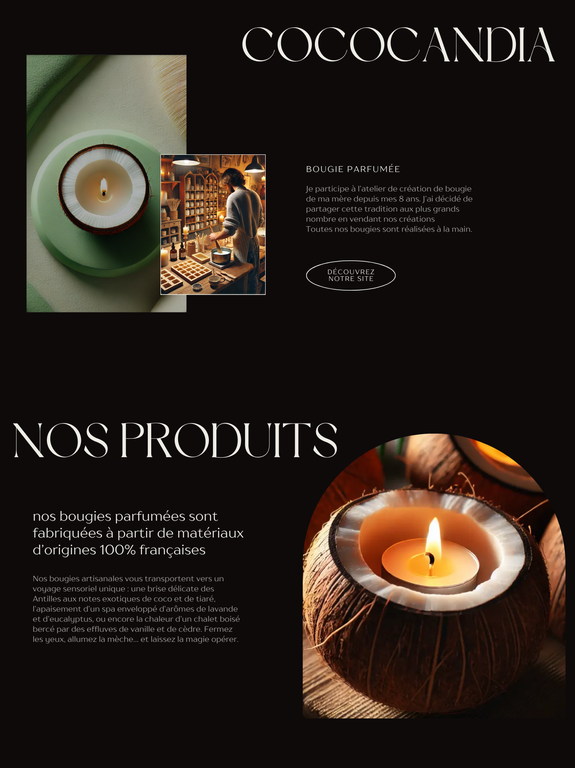 COCOCANDIA
BOUGIE PARFUMÉE
Je participe à l'atelier de création de bougie
de ma mère depuis mes 8 ans. J'ai décidé de
partager cette tradition aux plus grands
nombre en vendant nos créations
Toutes nos bougies sont réalisées à la main.
DÉCOUVREZ
NOTRE SITE
NOS PRODUITS
nos bougies parfumées sont
fabriquées à partir de matériaux
d'origines 100% françaises
Nos bougies artisanales vous transportent vers un
voyage sensoriel unique : une brise délicate des
Antilles aux notes exotiques de coco et de tiaré,
l'apaisement d'un spa enveloppé d'arômes de lavande
et d'eucalyptus, ou encore la chaleur d'un chalet boisé
bercé par des effluves de vanille et de cèdre. Fermez
les yeux, allumez la mèche... et laissez la magie opérer.